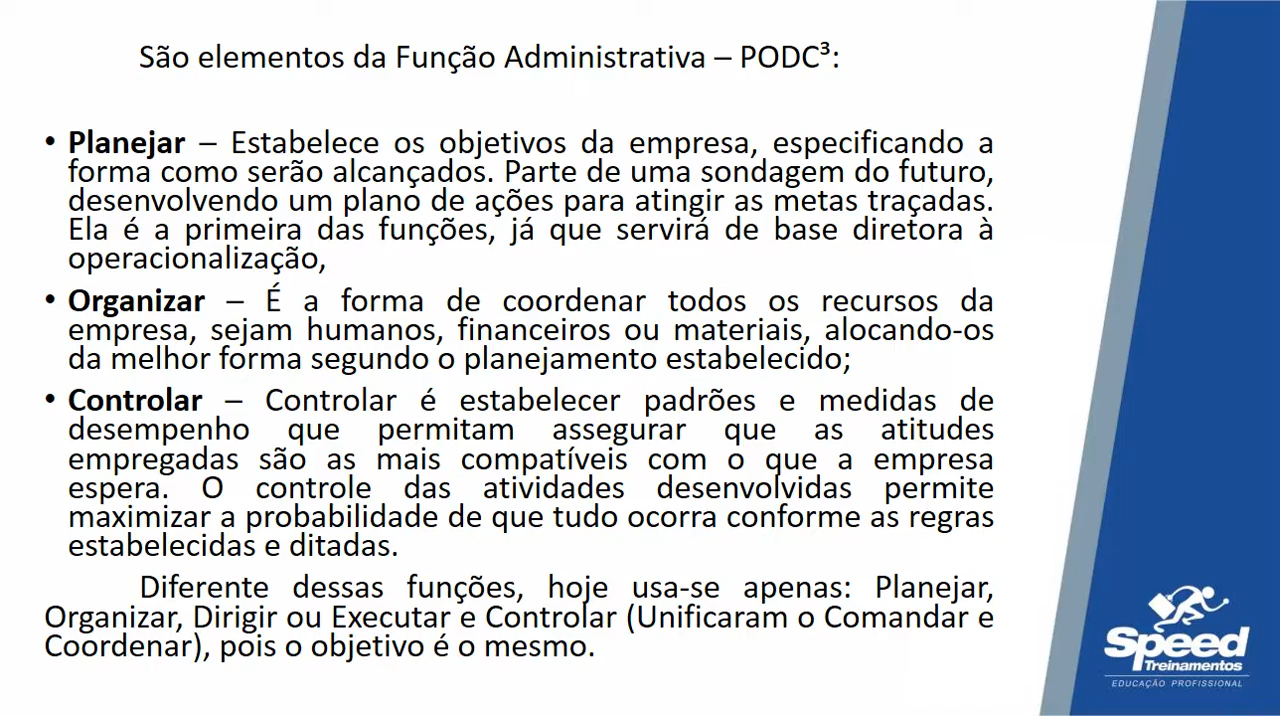 São elementos da Função Administrativa – PODC³:
• Planejar – Estabelece os objetivos da empresa, especificando a
forma como serão alcançados. Parte de uma sondagem do futuro,
desenvolvendo um plano de ações para atingir as metas traçadas.
Ela é a primeira das funções, já que servirá de base diretora à
operacionalização,
• Organizar – É a forma de coordenar todos os recursos da
empresa, sejam humanos, financeiros ou materiais, alocando-os
da melhor forma segundo o planejamento estabelecido;
• Controlar – Controlar é estabelecer padrões e medidas de
desempenho que permitam assegurar que as atitudes
empregadas são as mais compatíveis com o que a empresa
espera. O controle das atividades desenvolvidas permite
maximizar a probabilidade de que tudo ocorra conforme as regras
estabelecidas e ditadas.
Diferente dessas funções, hoje usa-se apenas: Planejar,
Organizar, Dirigir ou Executar e Controlar (Unificaram o Comandar e
Coordenar), pois o objetivo é o mesmo.
Speed
Treinamentos
EDUCAÇÃO PROFISSIONAL